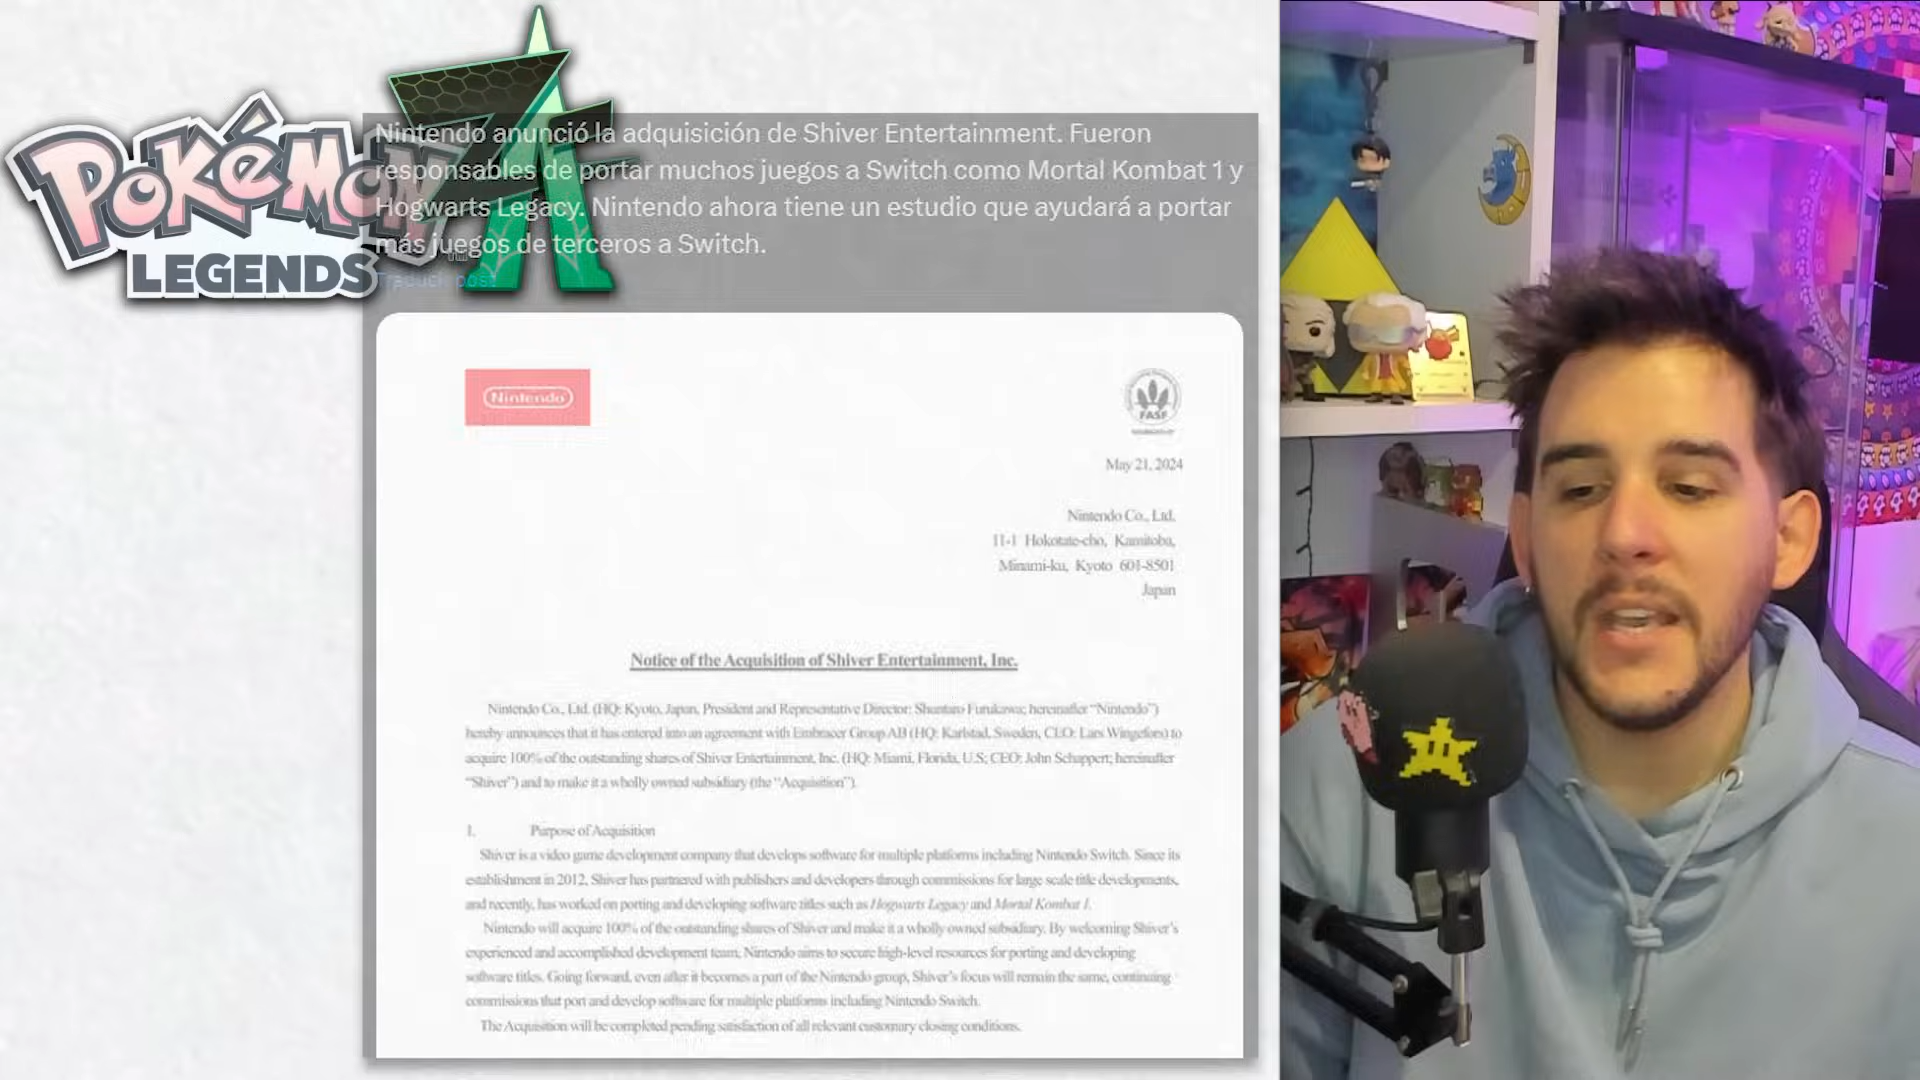 POKÉMON
LEGENDS
ZA
Nintendo anunció la adquisición de Shiver Entertainment. Fueron
responsables de portar muchos juegos a Switch como Mortal Kombat 1 y
Hogwarts Legacy. Nintendo ahora tiene un estudio que ayudará a portar
más juegos de terceros a Switch.
Traducir post
Nintendo
FASF
May 21, 2024
Nintendo Co., Ltd.
11-1 Hokotate-cho, Kamitoba,
Minami-ku, Kyoto 601-8501
Japan
Notice of the Acquisition of Shiver Entertainment, Inc.
Nintendo Co., Ltd. (HQ: Kyoto, Japan, President and Representative Director: Shuntaro Furukawa; hereinafter “Nintendo”)
hereby announces that it has entered into an agreement with Embracer Group AB (HQ: Karlstad, Sweden, CEO: Lars Wingefors) to
acquire 100% of the outstanding shares of Shiver Entertainment, Inc. (HQ: Miami, Florida, U.S; CEO: John Schappert; hereinafter
“Shiver”) and to make it a wholly owned subsidiary (the “Acquisition”).
1. Purpose of Acquisition
Shiver is a video game development company that develops software for multiple platforms including Nintendo Switch. Since its
establishment in 2012, Shiver has partnered with publishers and developers through commissions for large scale title developments,
and recently, has worked on porting and developing software titles such as Hogwarts Legacy and Mortal Kombat 1.
Nintendo will acquire 100% of the outstanding shares of Shiver and make it a wholly owned subsidiary. By welcoming Shiver’s
experienced and accomplished development team, Nintendo aims to secure high-level resources for porting and developing
software titles. Going forward, even after it becomes a part of the Nintendo group, Shiver’s focus will remain the same, continuing
commissions that port and develop software for multiple platforms including Nintendo Switch.
The Acquisition will be completed pending satisfaction of all relevant customary closing conditions.